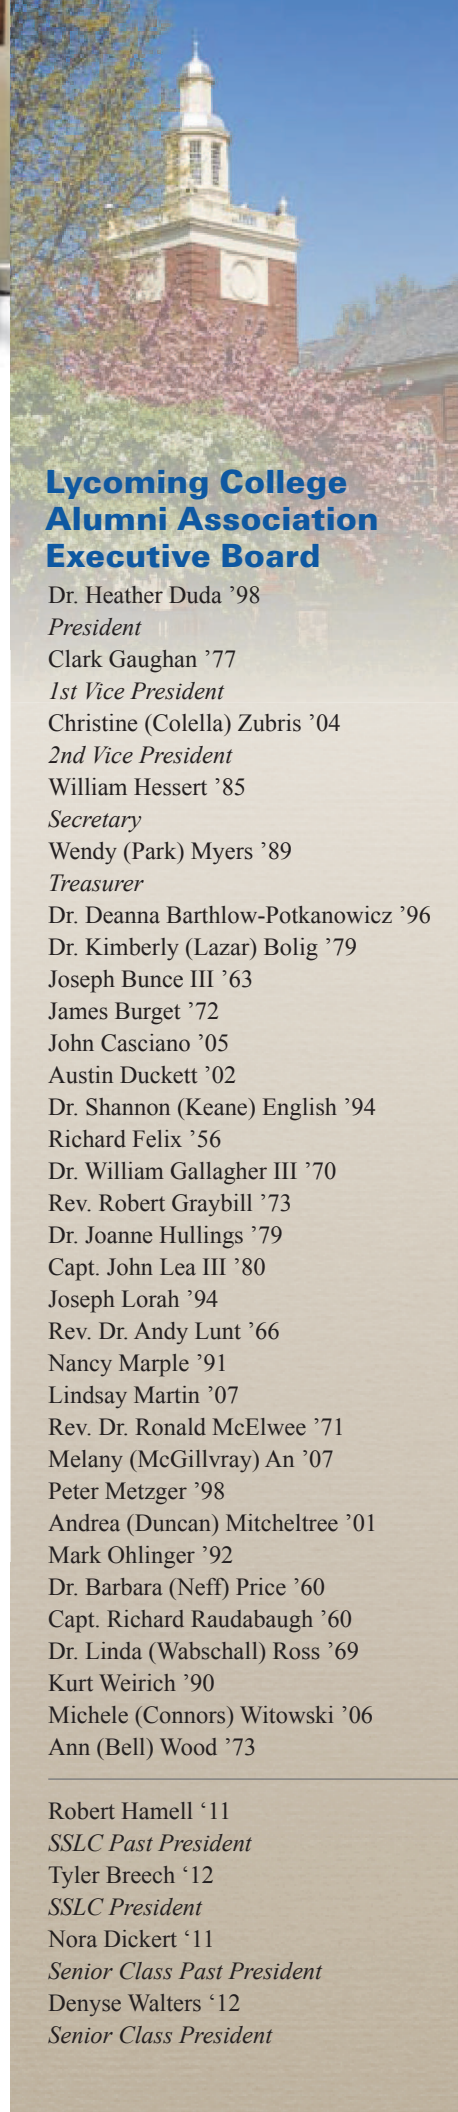 Lycoming College
Alumni Association
Executive Board
Dr. Heather Duda ’98
President
Clark Gaughan ’77
1st Vice President
Christine (Colella) Zubris ’04
2nd Vice President
William Hessert ’85
Secretary
Wendy (Park) Myers ’89
Treasurer
Dr. Deanna Barthlow-Potkanowicz ’96
Dr. Kimberly (Lazar) Bolig ’79
Joseph Bunce III ’63
James Burget ’72
John Casciano ’05
Austin Duckett ’02
Dr. Shannon (Keane) English ’94
Richard Felix ’56
Dr. William Gallagher III ’70
Rev. Robert Graybill ’73
Dr. Joanne Hullings ’79
Capt. John Lea III ’80
Joseph Lorah ’94
Rev. Dr. Andy Lunt ’66
Nancy Marple ’91
Lindsay Martin ’07
Rev. Dr. Ronald McElwee ’71
Melany (McGillvray) An ’07
Peter Metzger ’98
Andrea (Duncan) Mitcheltree ’01
Mark Ohlinger ’92
Dr. Barbara (Neff) Price ’60
Capt. Richard Raudabaugh ’60
Dr. Linda (Wabschall) Ross ’69
Kurt Weirich ’90
Michele (Connors) Witowski ’06
Ann (Bell) Wood ’73
Robert Hamell ‘11
SSLC Past President
Tyler Breech ‘12
SSLC President
Nora Dickert ‘11
Senior Class Past President
Denyse Walters ‘12
Senior Class President